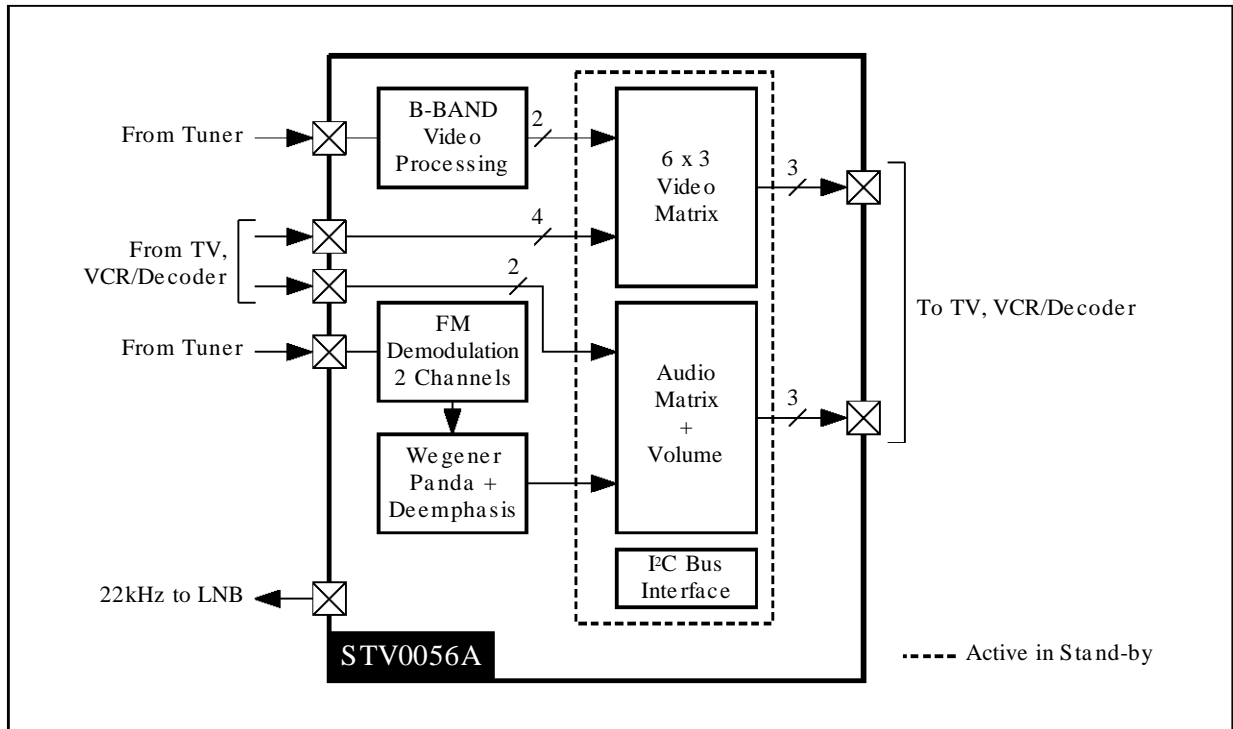 B-BAND
Video
Processing
2
From Tuner
6 x 3
Video
Matrix
3
4
From TV,
VCR/Decoder
2
To TV, VCR/Decoder
FM
Demodulation
2 Channels
From Tuner
Audio
Matrix
+
Volume
3
Wegener
Panda +
Deemphasis
I²C Bus
Interface
22kHz to LNB
STV0056A
Active in Stand-by